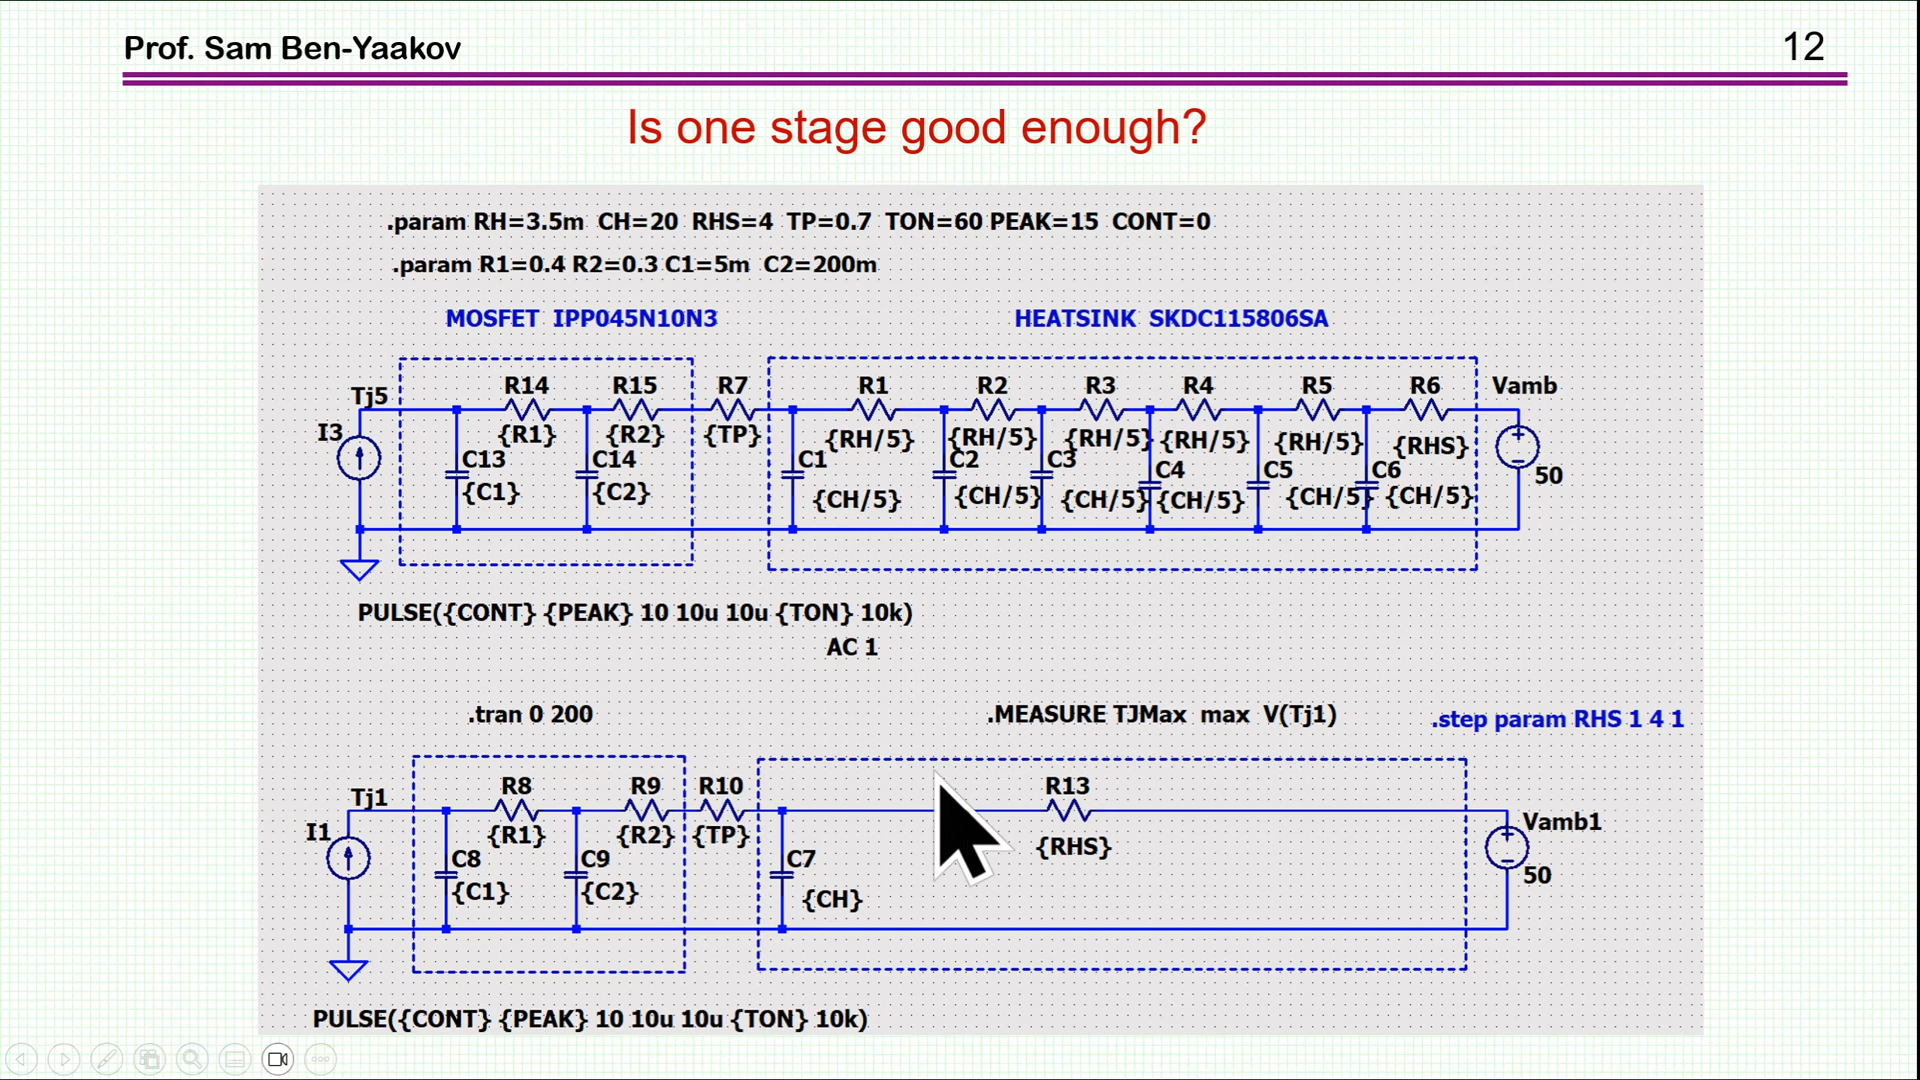 Prof. Sam Ben-Yaakov 12
Is one stage good enough?
.param RH=3.5m CH=20 RHS=4 TP=0.7 TON=60 PEAK=15 CONT=0
.param R1=0.4 R2=0.3 C1=5m C2=200m
MOSFET IPP045N10N3 HEATSINK SKDC115806SA
Tj5 R14 R15 R7 R1 R2 R3 R4 R5 R6 Vamb
I3 {R1} {R2} {TP} {RH/5} {RH/5} {RH/5} {RH/5} {RH/5} {RHS}
C13 C14 C1 C2 C3 C4 C5 C6 50
{C1} {C2} {CH/5} {CH/5} {CH/5} {CH/5} {CH/5} {CH/5}
PULSE({CONT} {PEAK} 10 10u 10u {TON} 10k)
AC 1
.tran 0 200 .MEASURE TJMax max V(Tj1) .step param RHS 1 4 1
Tj1 R8 R9 R10 R13
I1 {R1} {R2} {TP} {RHS} Vamb1
C8 C9 C7 50
{C1} {C2} {CH}
PULSE({CONT} {PEAK} 10 10u 10u {TON} 10k)